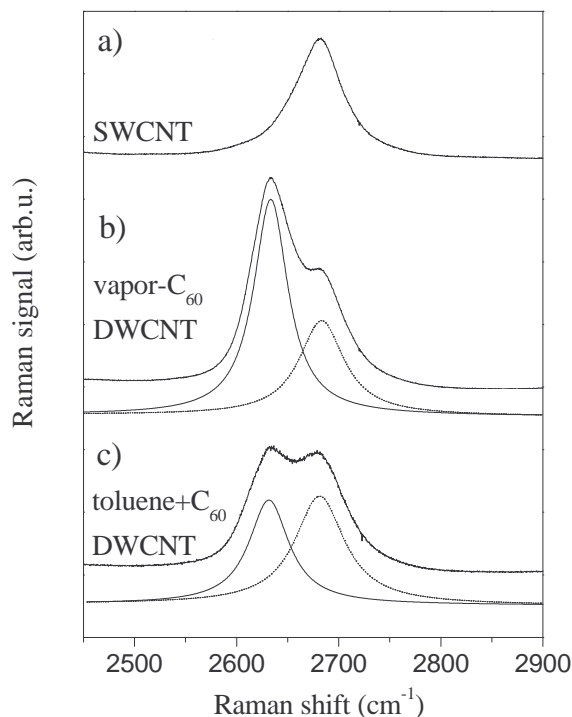 a)
SWCNT
b)
vapor-C₆₀
DWCNT
c)
toluene+C₆₀
DWCNT
Raman signal (arb.u.)
2500 2600 2700 2800 2900
Raman shift (cm⁻¹)